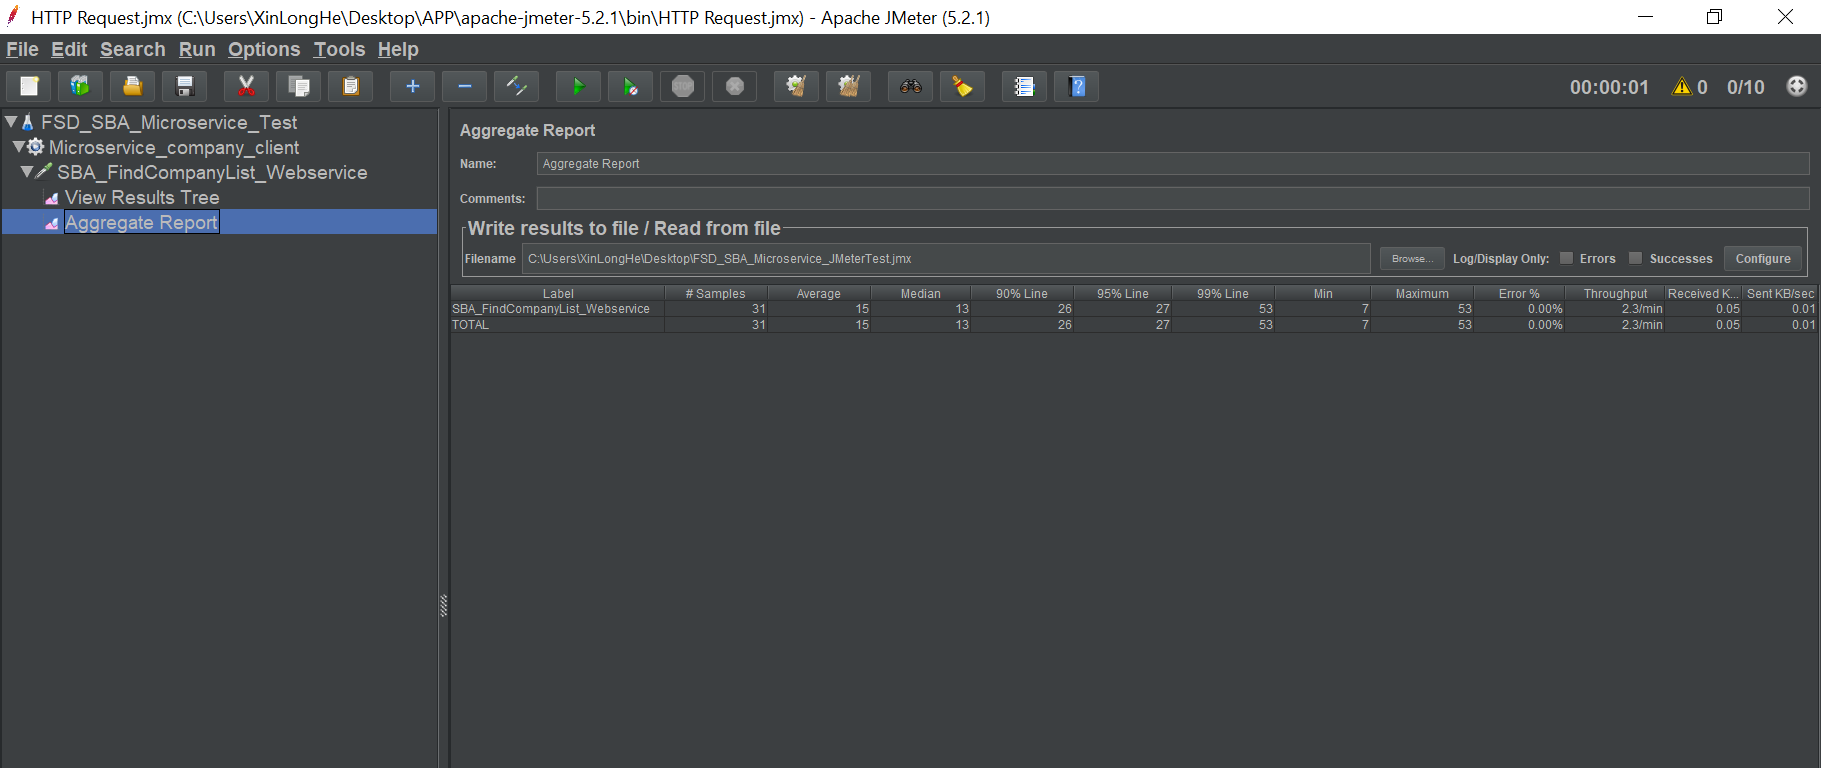 HTTP Request.jmx (C:\Users\XinLongHe\Desktop\APP\apache-jmeter-5.2.1\bin\HTTP Request.jmx) - Apache JMeter (5.2.1)
File Edit Search Run Options Tools Help
STOP 00:00:01 0 0/10
FSD_SBA_Microservice_Test
Microservice_company_client
SBA_FindCompanyList_Webservice
View Results Tree
Aggregate Report
Aggregate Report
Name: Aggregate Report
Comments:
Write results to file / Read from file
Filename C:\Users\XinLongHe\Desktop\FSD_SBA_Microservice_JMeterTest.jmx Browse... Log/Display Only: Errors Successes Configure
Label # Samples Average Median 90% Line 95% Line 99% Line Min Maximum Error % Throughput Received K... Sent KB/sec
SBA_FindCompanyList_Webservice 31 15 13 26 27 53 7 53 0.00% 2.3/min 0.05 0.01
TOTAL 31 15 13 26 27 53 7 53 0.00% 2.3/min 0.05 0.01